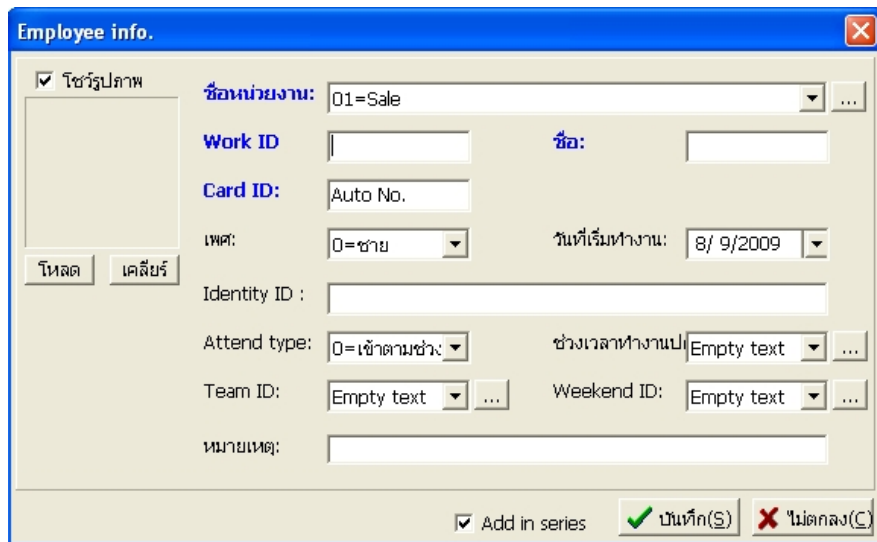 Employee info.
โชว์รูปภาพ
ชื่อหน่วยงาน: 01=Sale ...
Work ID ชื่อ:
Card ID: Auto No.
เพศ: 0=ชาย วันที่เริ่มทำงาน: 8/ 9/2009
โหลด เคลียร์
Identity ID :
Attend type: 0=เข้าตามช่วง ช่วงเวลาทำงานป Empty text ...
Team ID: Empty text ... Weekend ID: Empty text ...
หมายเหตุ:
Add in series บันทึก(S) ไม่ตกลง(C)